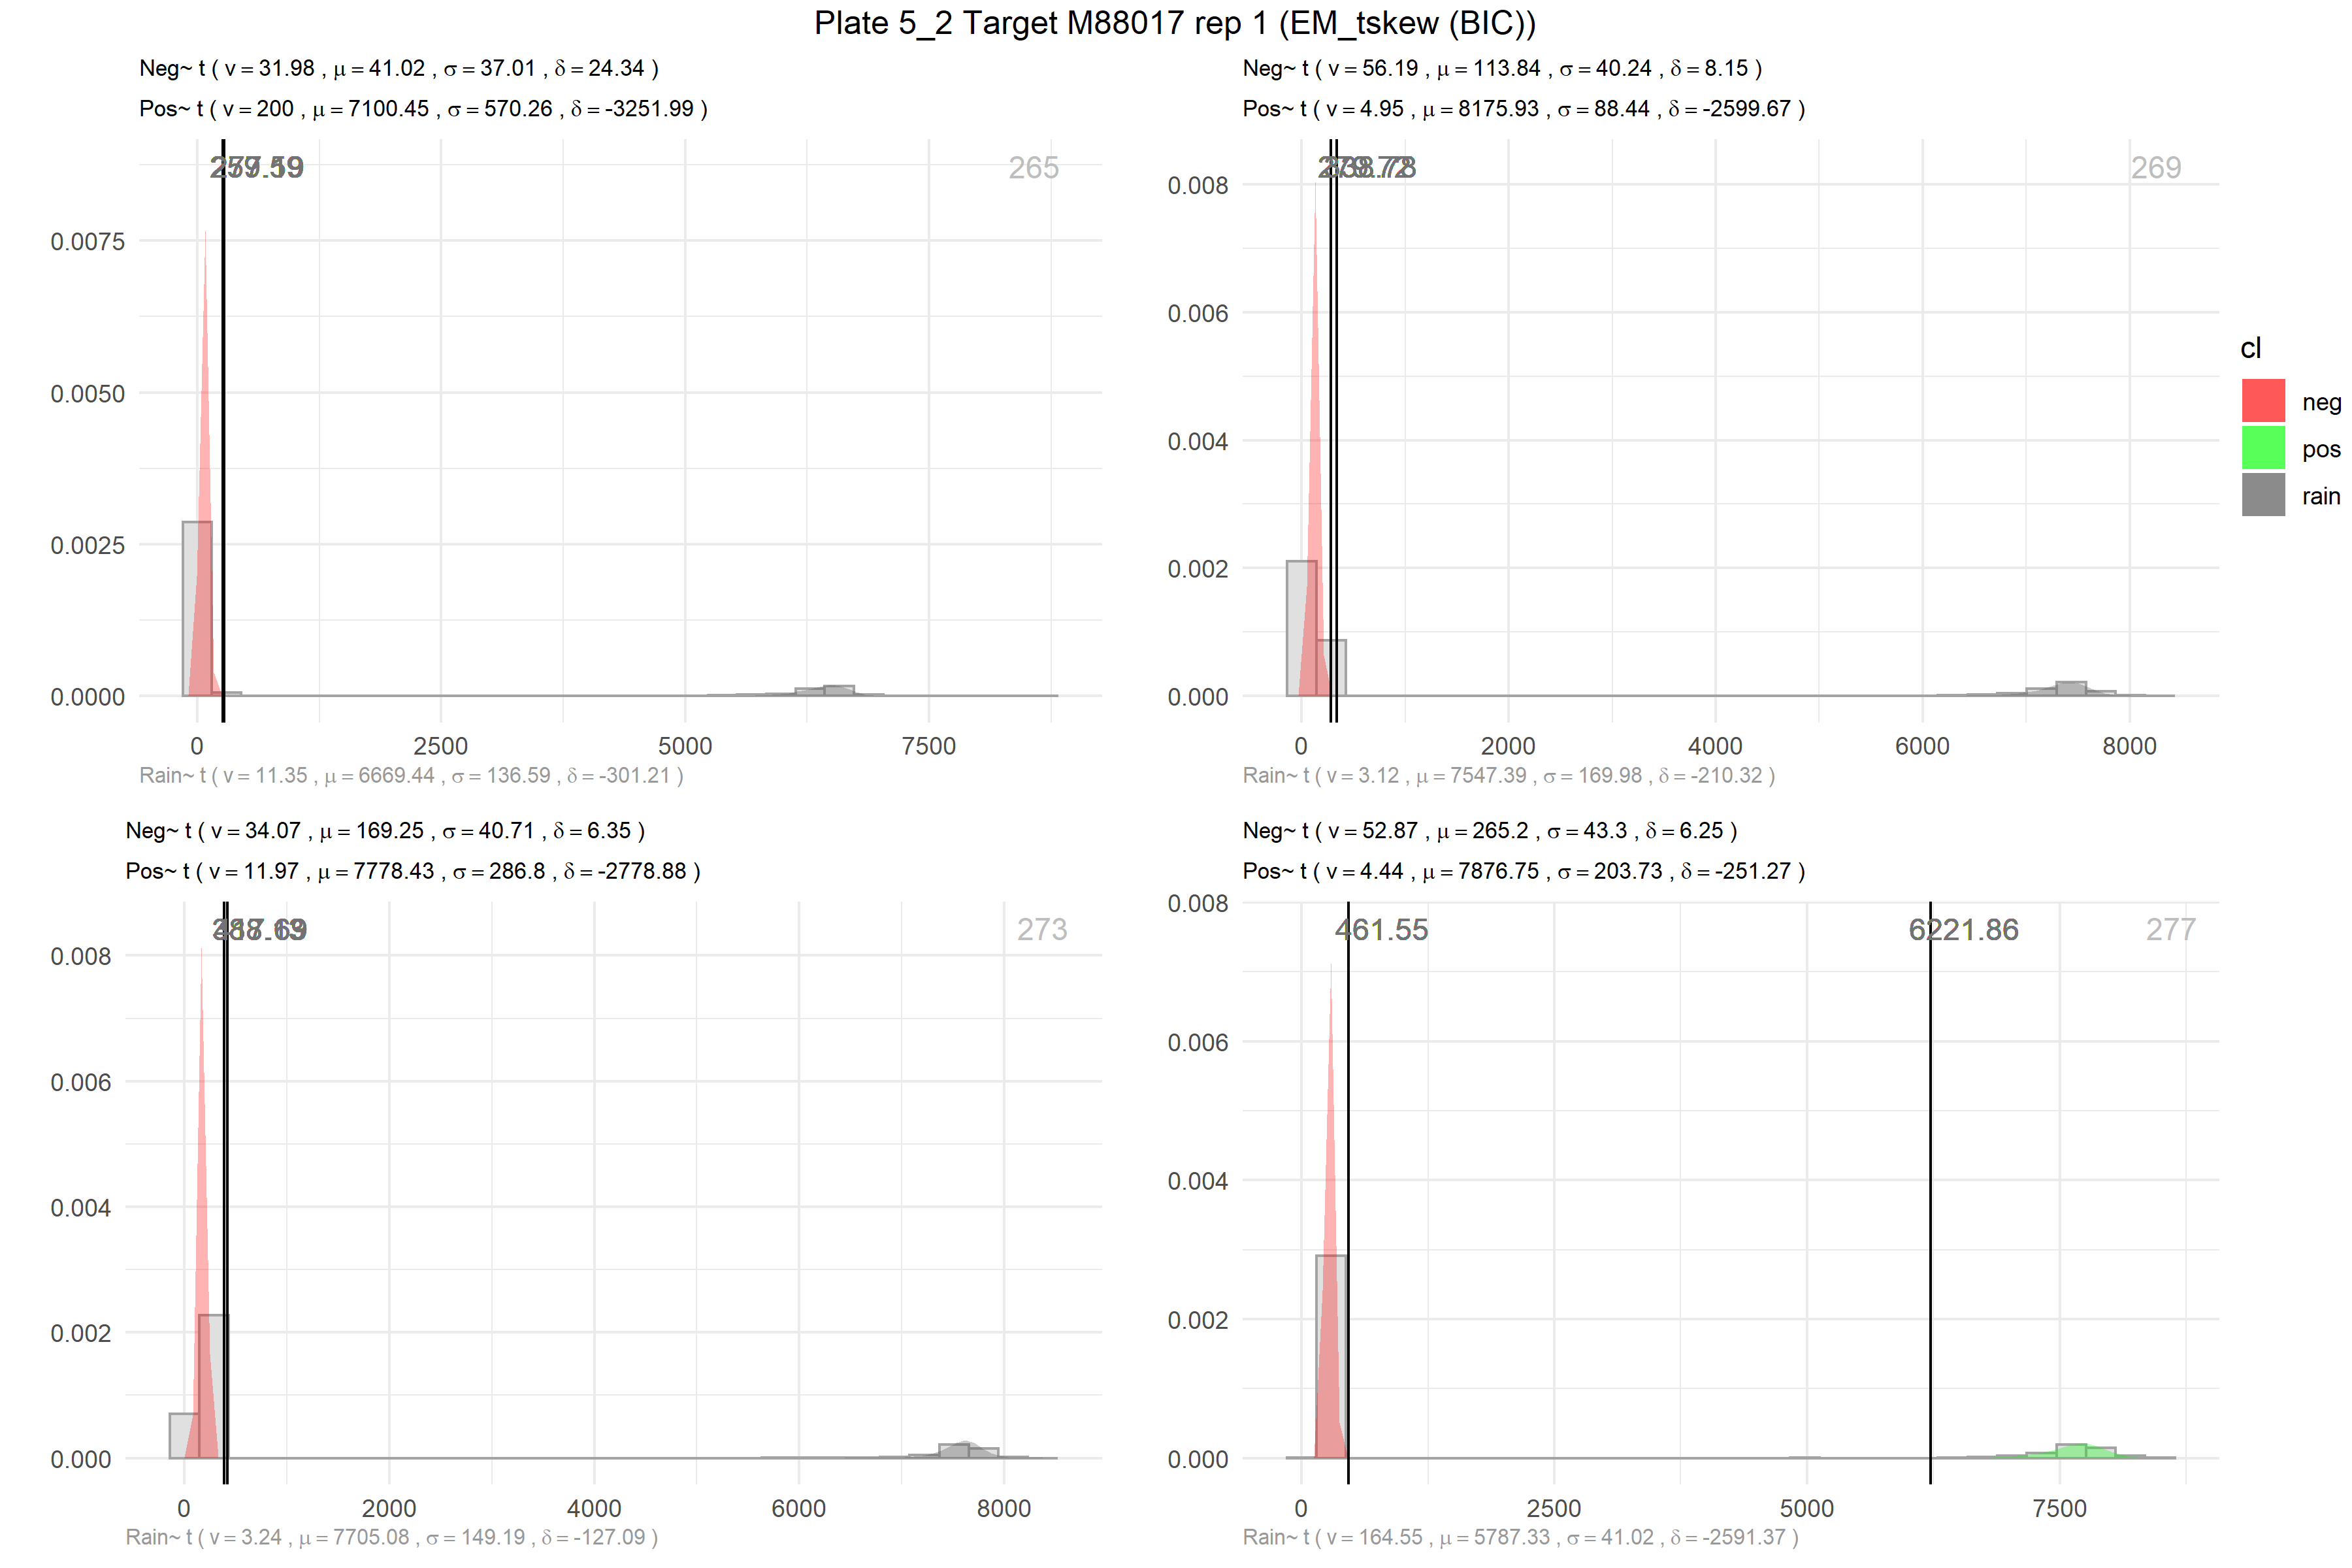 Plate 5_2 Target M88017 rep 1 (EM_tskew (BIC))
Neg~ t ( v = 31.98 , μ = 41.02 , σ = 37.01 , δ = 24.34 )
Pos~ t ( v = 200 , μ = 7100.45 , σ = 570.26 , δ = -3251.99 )
265
0.0075
0.0050
0.0025
0.0000
0 2500 5000 7500
Rain~ t ( v = 11.35 , μ = 6669.44 , σ = 136.59 , δ = -301.21 )
Neg~ t ( v = 56.19 , μ = 113.84 , σ = 40.24 , δ = 8.15 )
Pos~ t ( v = 4.95 , μ = 8175.93 , σ = 88.44 , δ = -2599.67 )
269
0.008
0.006
0.004
0.002
0.000
0 2000 4000 6000 8000
Rain~ t ( v = 3.12 , μ = 7547.39 , σ = 169.98 , δ = -210.32 )
cl
neg
pos
rain
Neg~ t ( v = 34.07 , μ = 169.25 , σ = 40.71 , δ = 6.35 )
Pos~ t ( v = 11.97 , μ = 7778.43 , σ = 286.8 , δ = -2778.88 )
273
0.008
0.006
0.004
0.002
0.000
0 2000 4000 6000 8000
Rain~ t ( v = 3.24 , μ = 7705.08 , σ = 149.19 , δ = -127.09 )
Neg~ t ( v = 52.87 , μ = 265.2 , σ = 43.3 , δ = 6.25 )
Pos~ t ( v = 4.44 , μ = 7876.75 , σ = 203.73 , δ = -251.27 )
461.55 6221.86 277
0.008
0.006
0.004
0.002
0.000
0 2500 5000 7500
Rain~ t ( v = 164.55 , μ = 5787.33 , σ = 41.02 , δ = -2591.37 )